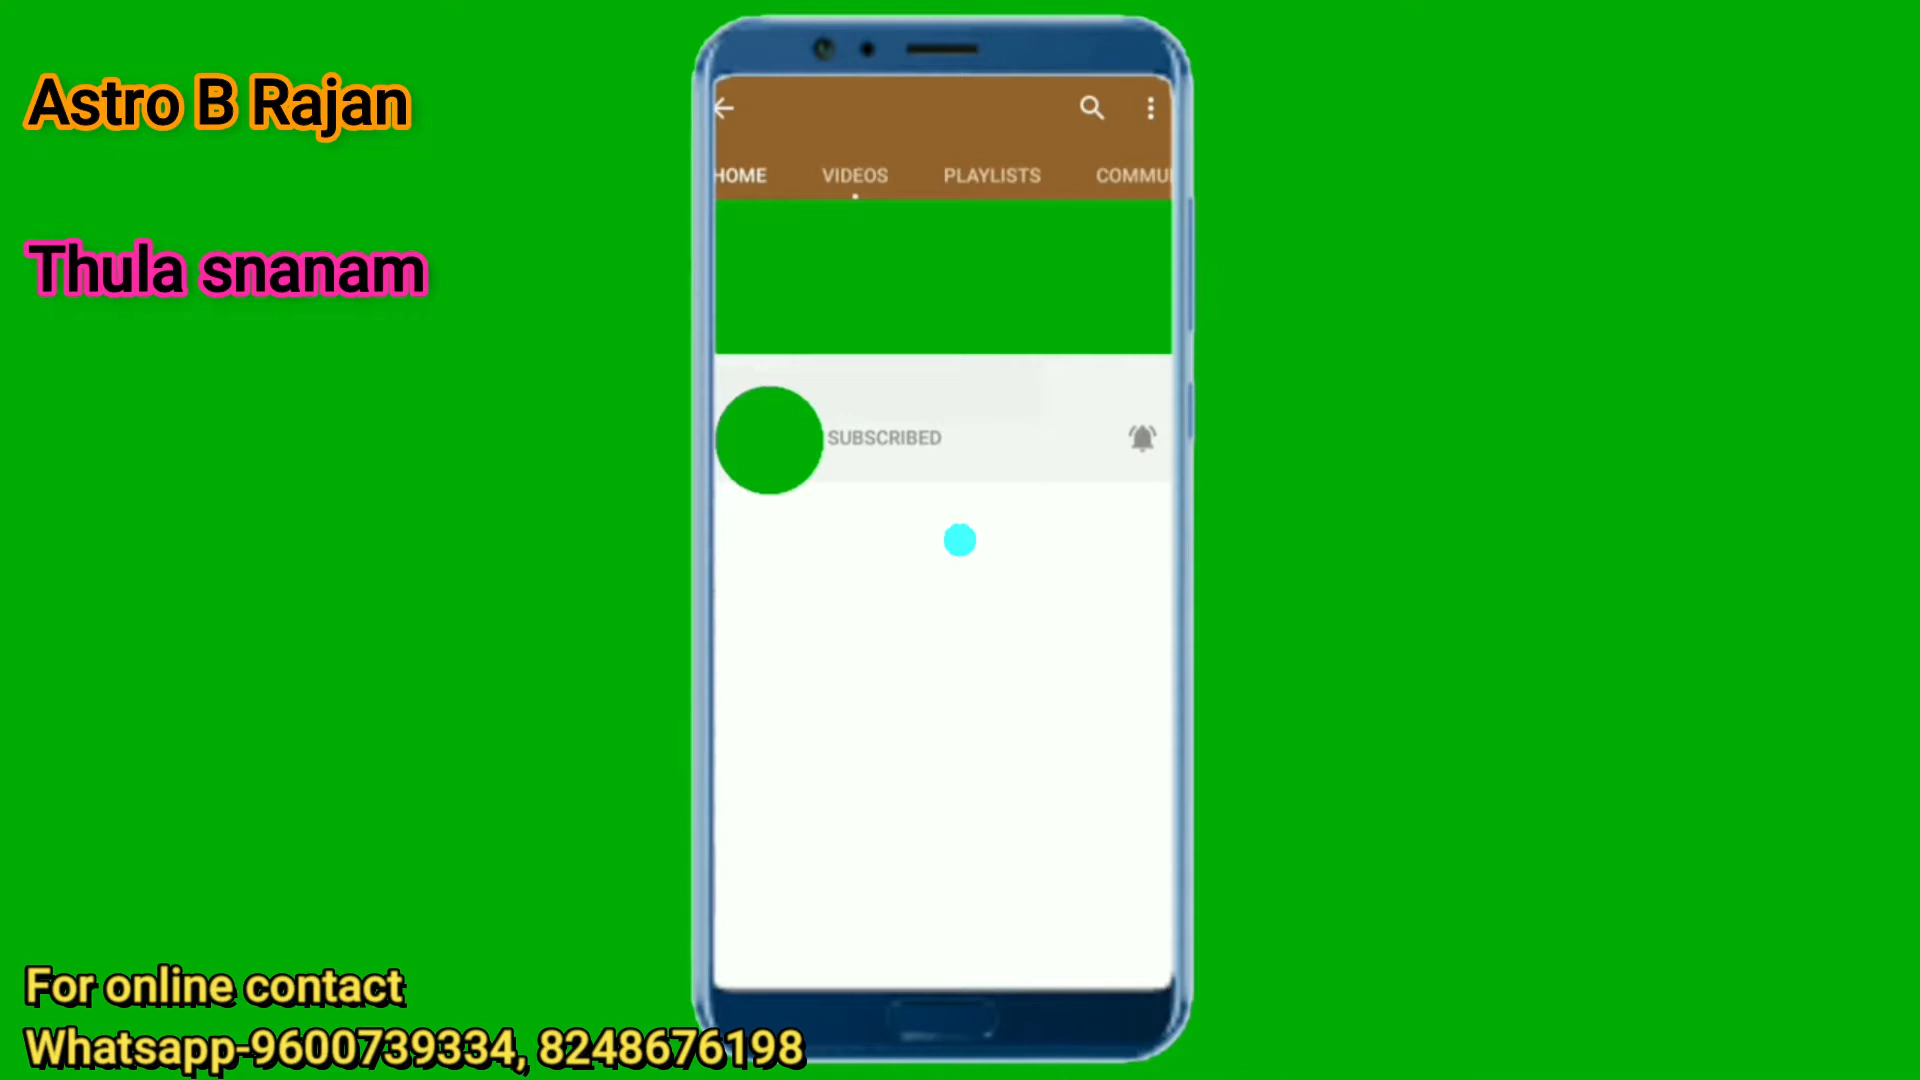 Astro B Rajan
Thula snanam
HOME VIDEOS PLAYLISTS COMMU
SUBSCRIBED
For online contact
Whatsapp-9600739334, 8248676198